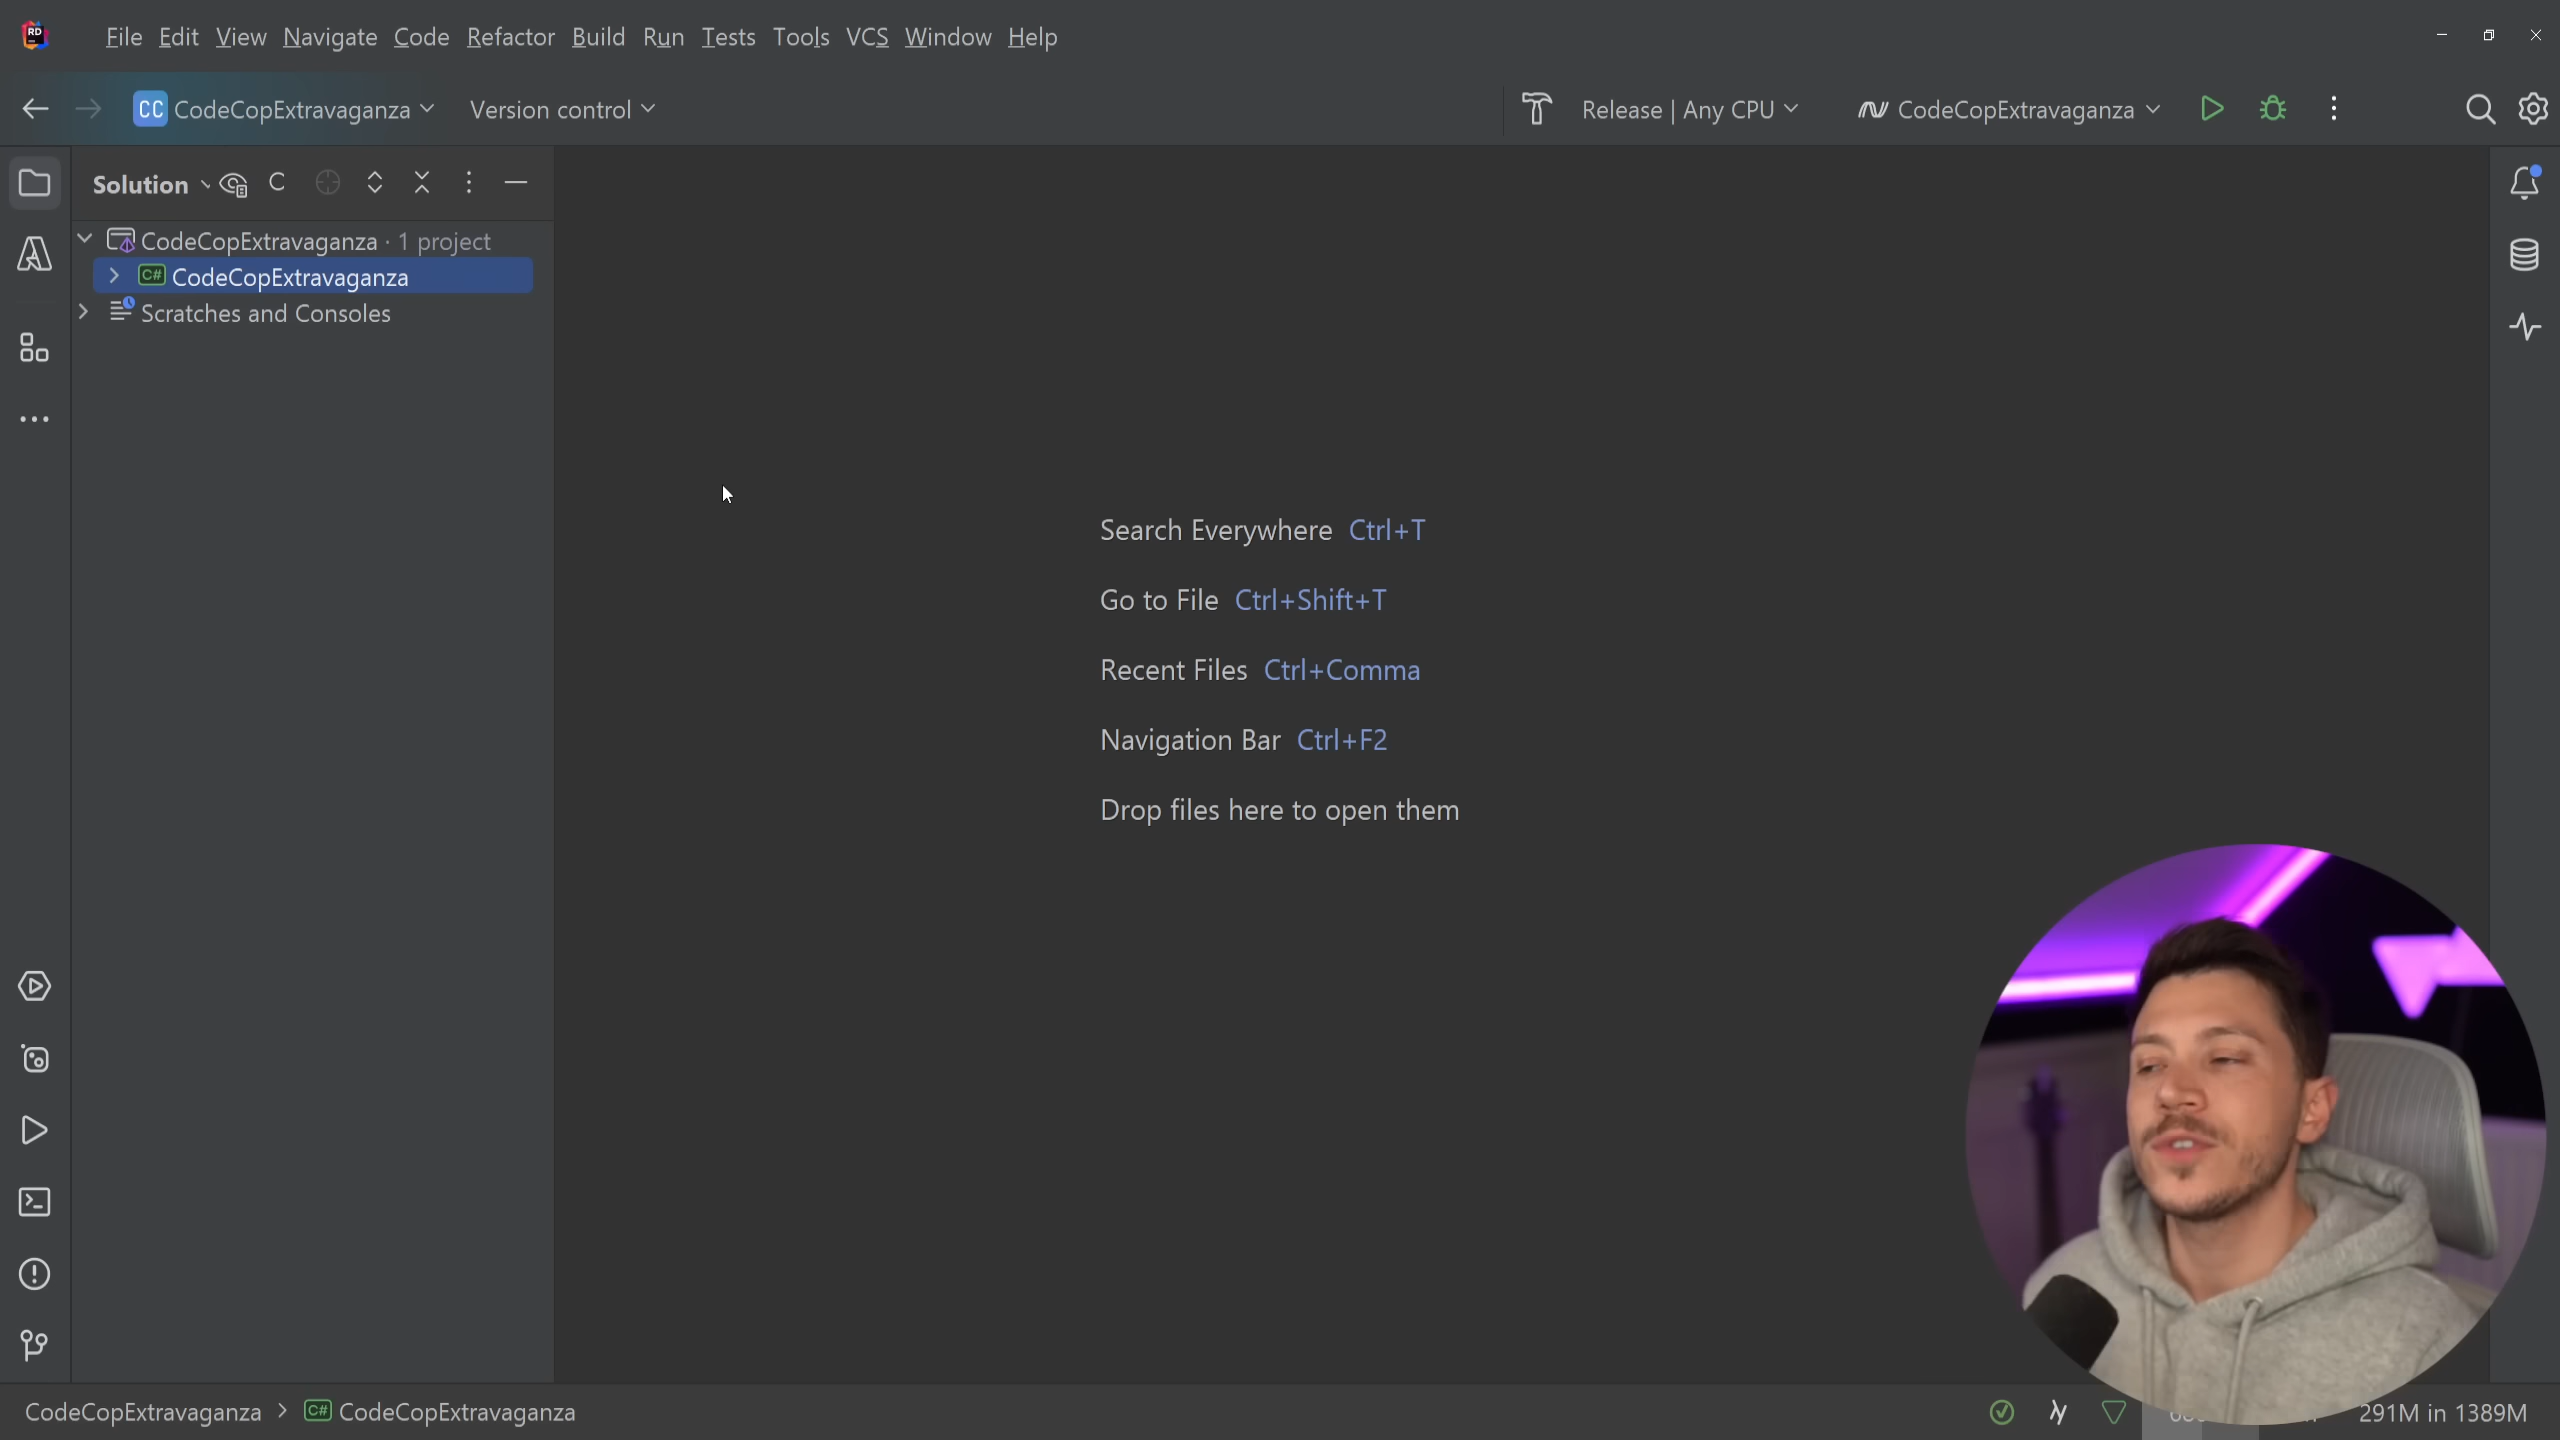 RD
File Edit View Navigate Code Refactor Build Run Tests Tools VCS Window Help
CC CodeCopExtravaganza Version control
Release | Any CPU CodeCopExtravaganza
Solution
CodeCopExtravaganza · 1 project
C# CodeCopExtravaganza
Scratches and Consoles
Search Everywhere Ctrl+T
Go to File Ctrl+Shift+T
Recent Files Ctrl+Comma
Navigation Bar Ctrl+F2
Drop files here to open them
CodeCopExtravaganza > C# CodeCopExtravaganza
291M in 1389M